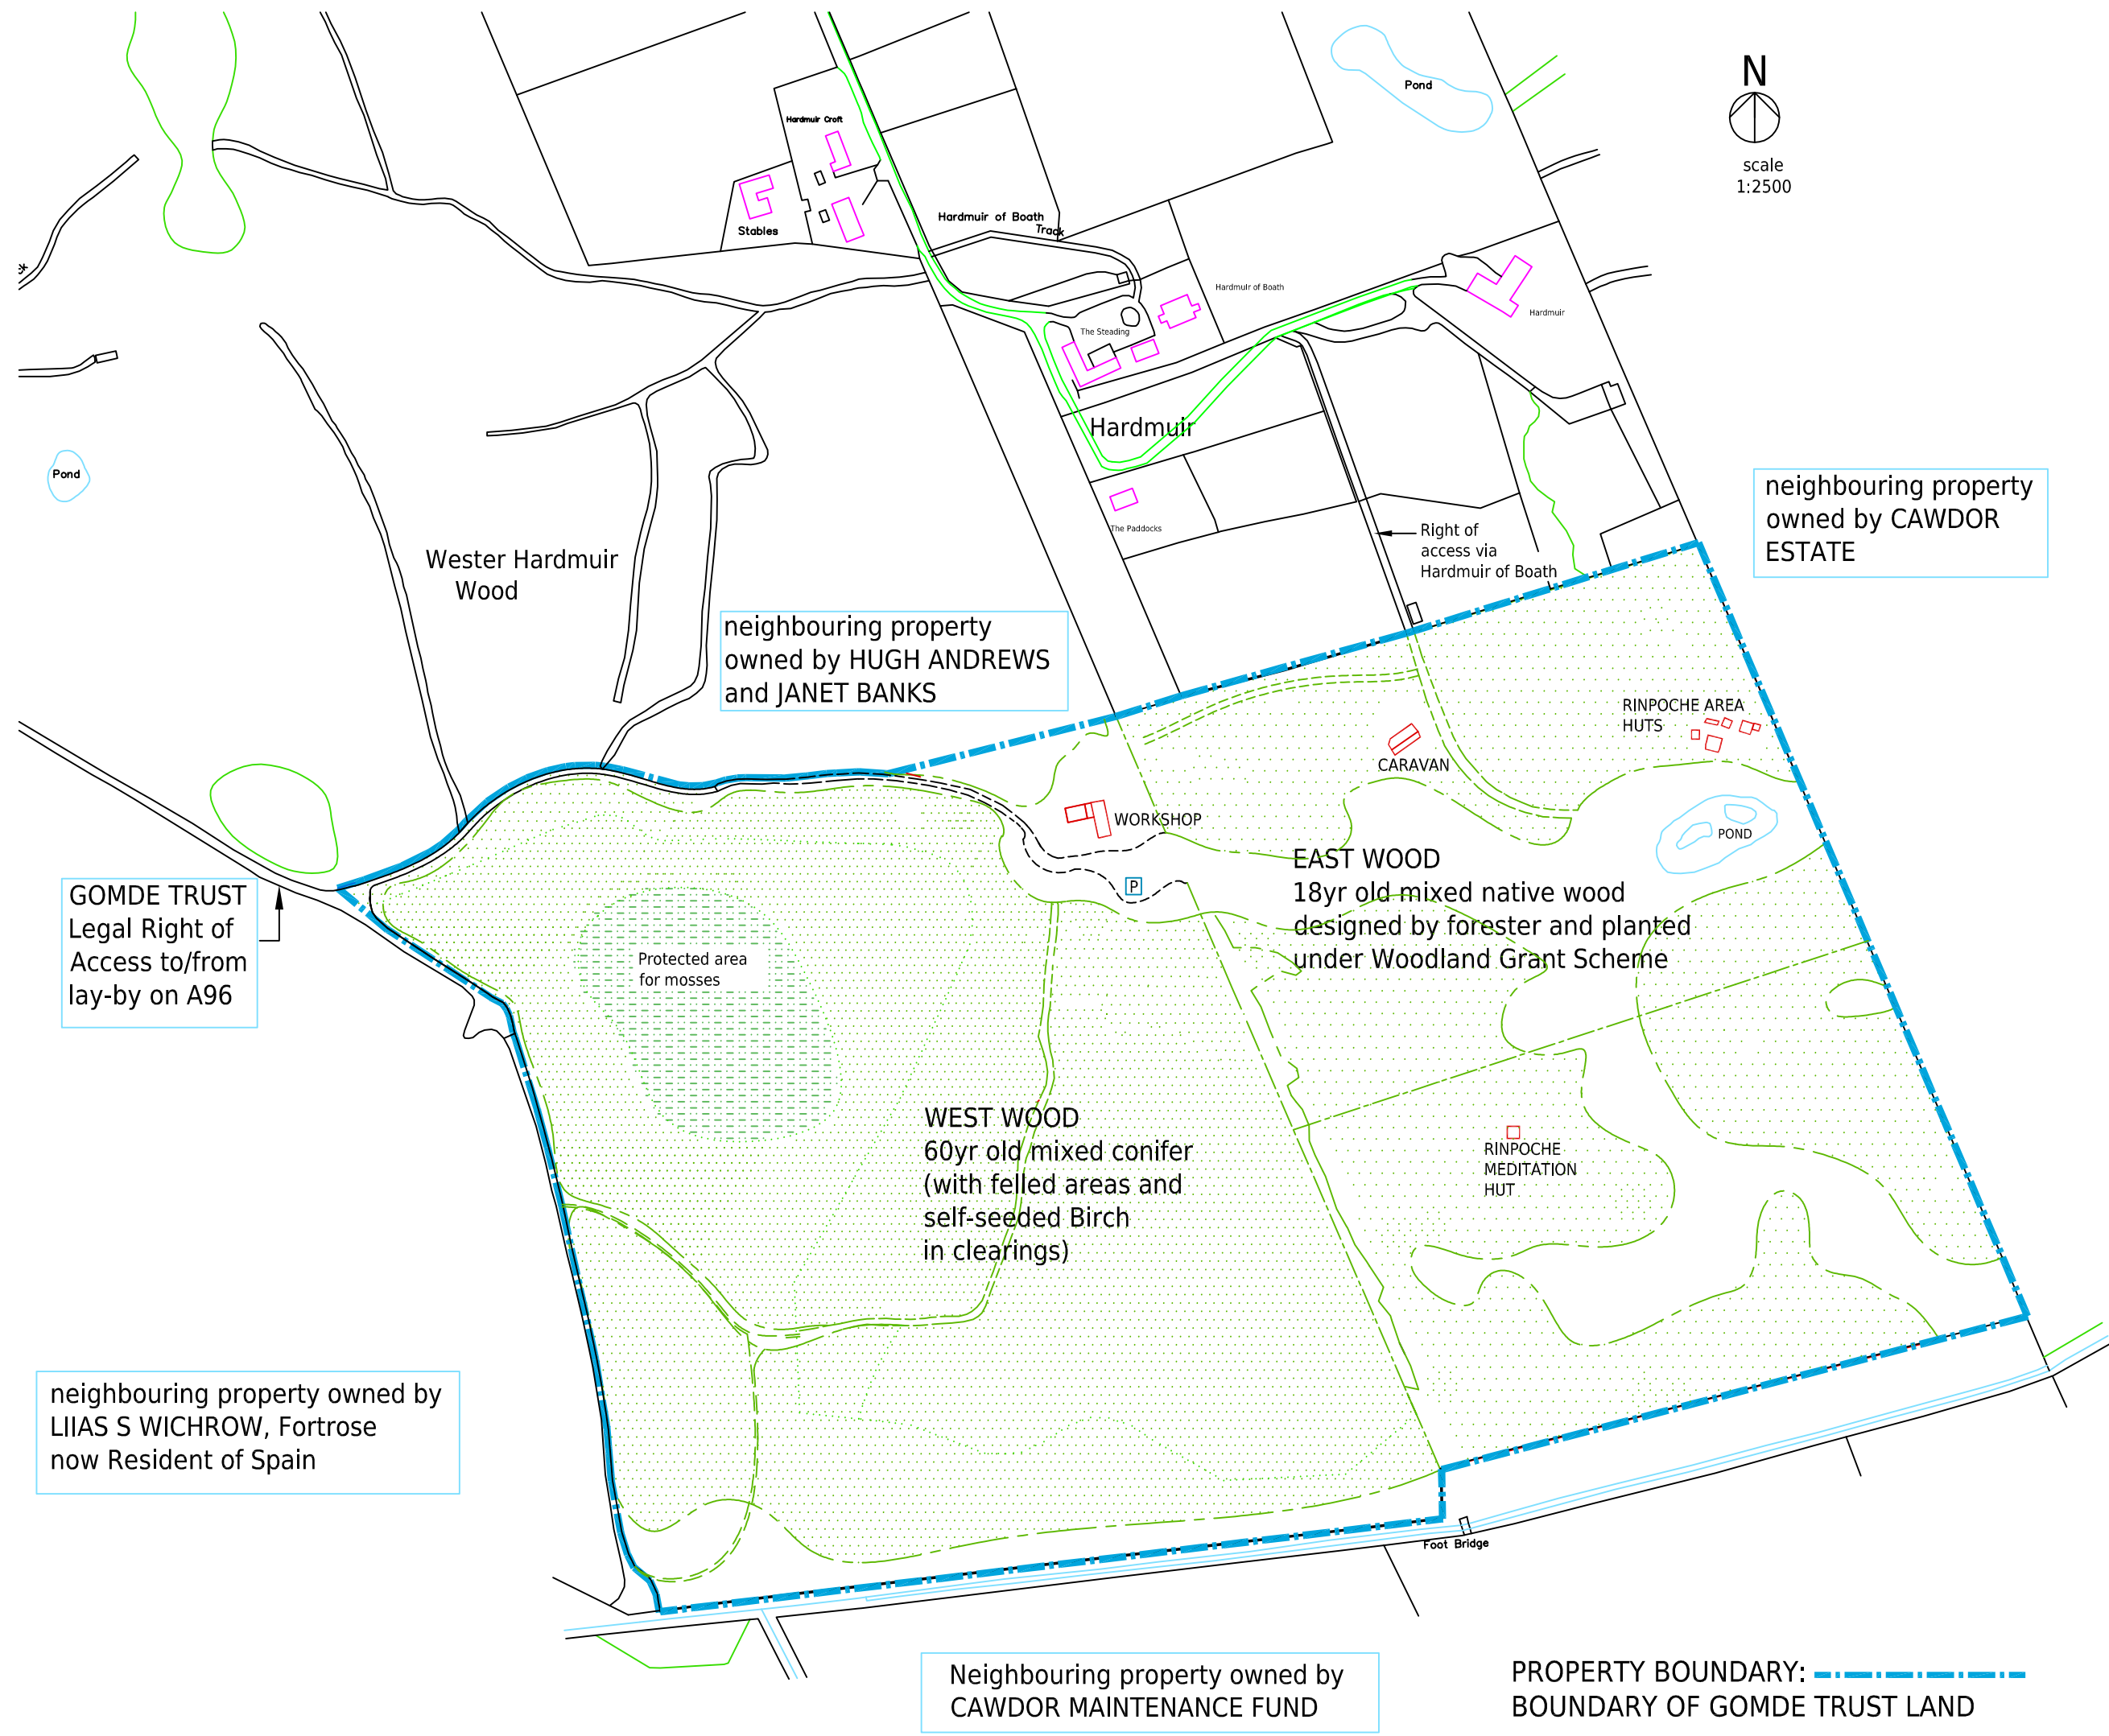 N
scale
1:2500
Pond
Hardmuir Croft
Stables
Hardmuir of Boath
Track
Hardmuir of Boath
Hardmuir
The Steading
Hardmuir
Pond
The Paddocks
Right of
access via
Hardmuir of Boath
neighbouring property
owned by CAWDOR
ESTATE
Wester Hardmuir
Wood
neighbouring property
owned by HUGH ANDREWS
and JANET BANKS
RINPOCHE AREA
HUTS
CARAVAN
WORKSHOP
POND
P
EAST WOOD
18yr old mixed native wood
designed by forester and planted
under Woodland Grant Scheme
GOMDE TRUST
Legal Right of
Access to/from
lay-by on A96
Protected area
for mosses
WEST WOOD
60yr old mixed conifer
(with felled areas and
self-seeded Birch
in clearings)
RINPOCHE
MEDITATION
HUT
neighbouring property owned by
LIIAS S WICHROW, Fortrose
now Resident of Spain
Foot Bridge
Neighbouring property owned by
CAWDOR MAINTENANCE FUND
PROPERTY BOUNDARY:
BOUNDARY OF GOMDE TRUST LAND